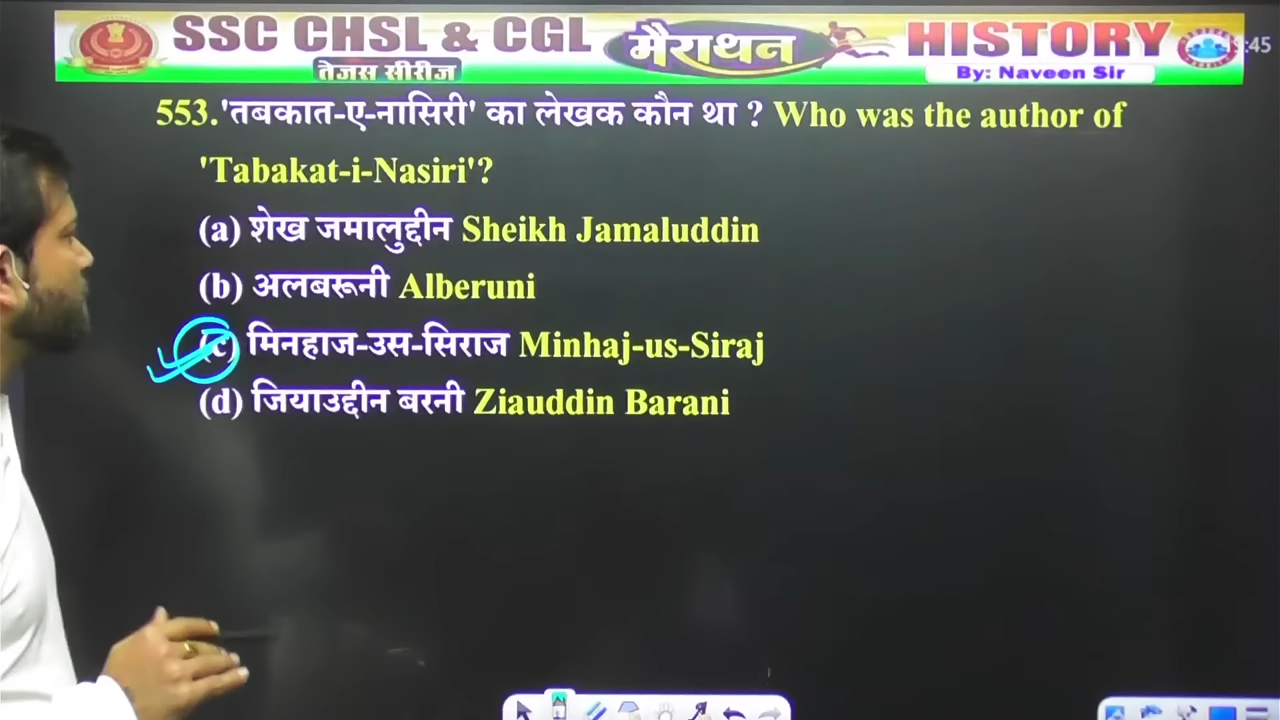 SSC CHSL & CGL मैराथन HISTORY
तेजस सीरीज
By: Naveen Sir
:45
553.'तबकात-ए-नासिरी' का लेखक कौन था ? Who was the author of
'Tabakat-i-Nasiri'?
(a) शेख जमालुद्दीन Sheikh Jamaluddin
(b) अलबरूनी Alberuni
(c) मिनहाज-उस-सिराज Minhaj-us-Siraj
(d) जियाउद्दीन बरनी Ziauddin Barani